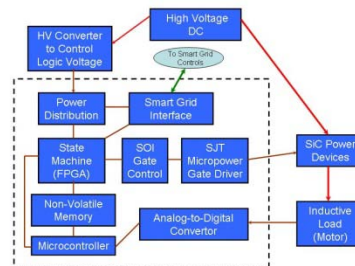 High Voltage
DC
HV Converter
to Control
Logic Voltage
To Smart Grid
Controls
Power
Distribution
Smart Grid
Interface
State
Machine
(FPGA)
SOI
Gate
Control
SJT
Micropower
Gate Driver
SiC Power
Devices
Non-Volatile
Memory
Analog-to-Digital
Convertor
Inductive
Load
(Motor)
Microcontroller